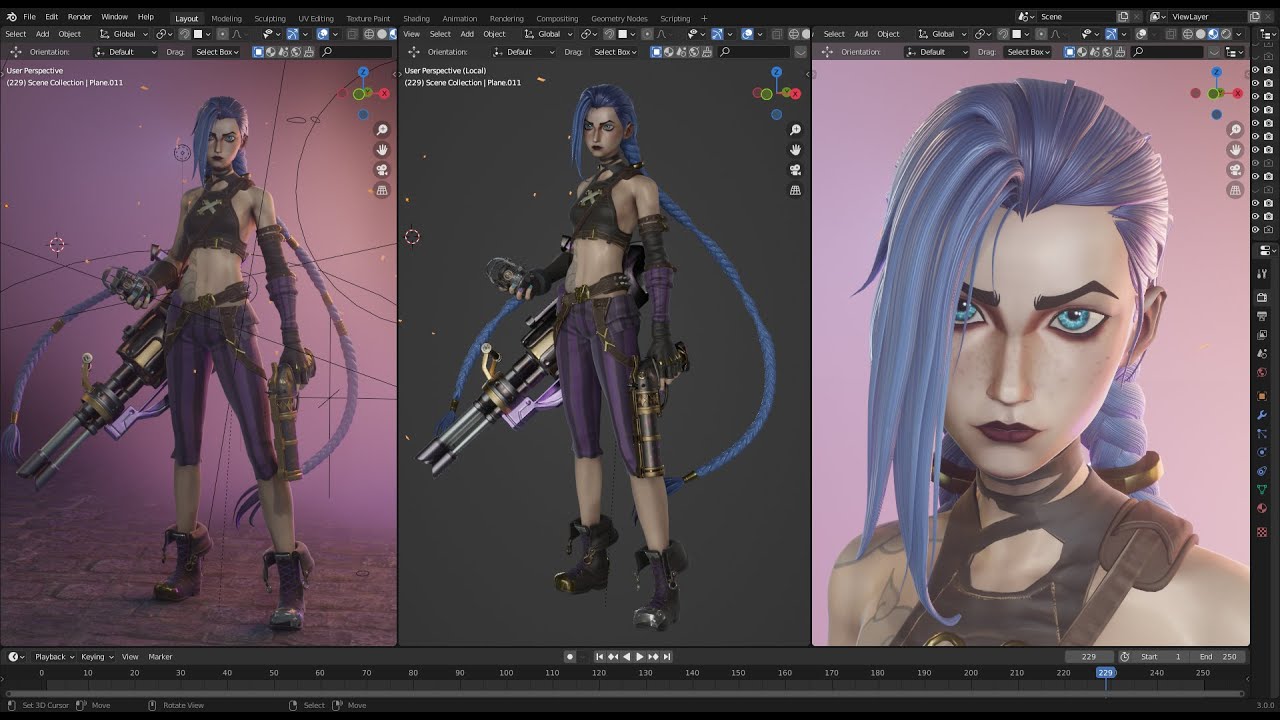 File Edit Render Window Help Layout Modeling Sculpting UV Editing Texture Paint Shading Animation Rendering Compositing Geometry Nodes Scripting + Scene ViewLayer
Select Add Object Global
View Select Add Object Global
Select Add Object Global
Orientation: Default Drag: Select Box
Orientation: Default Drag: Select Box
Orientation: Default Drag: Select Box
User Perspective
(229) Scene Collection | Plane.011
User Perspective (Local)
(229) Scene Collection | Plane.011
Z
Y
X
Z
Y
X
Z
Y
X
Playback Keying View Marker 229 Start 1 End 250
0 10 20 30 40 50 60 70 80 90 100 110 120 130 140 150 160 170 180 190 200 210 220 229 240 250
Set 3D Cursor Move Rotate View Select Move 3.0.0